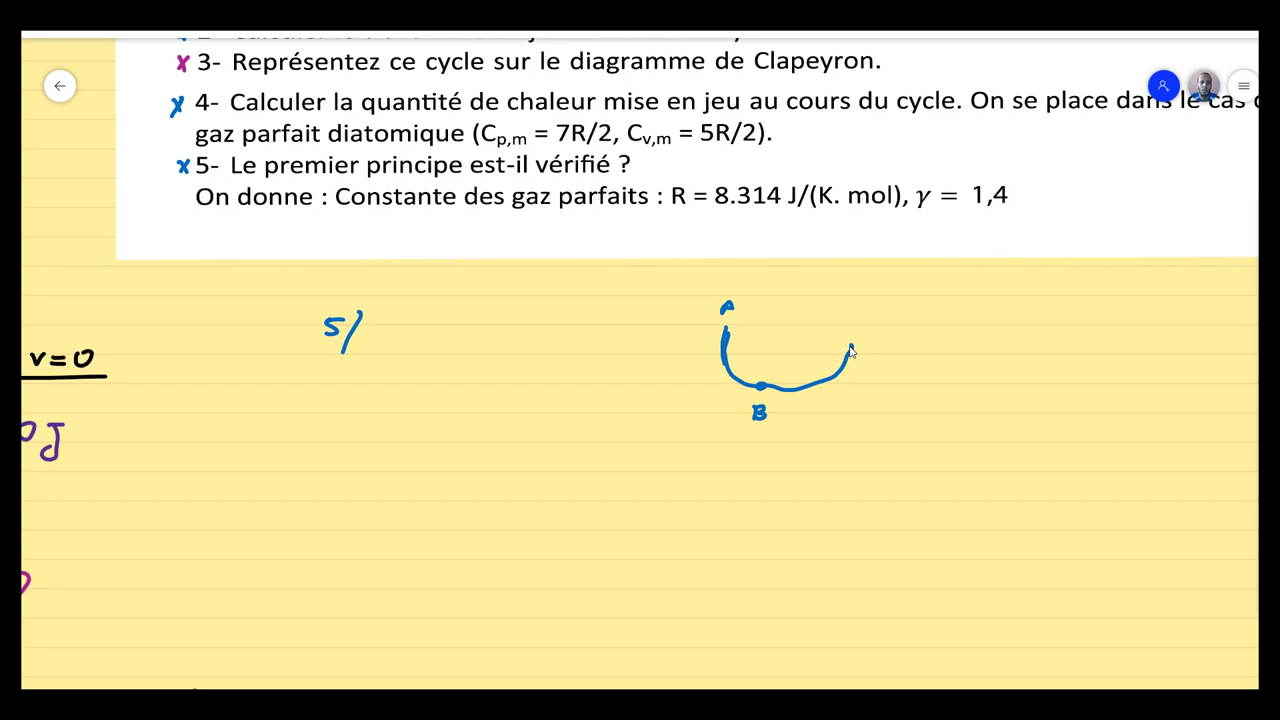 3- Représentez ce cycle sur le diagramme de Clapeyron.
4- Calculer la quantité de chaleur mise en jeu au cours du cycle. On se place dans le cas
gaz parfait diatomique (Cp,m = 7R/2, Cv,m = 5R/2).
5- Le premier principe est-il vérifié ?
On donne : Constante des gaz parfaits : R = 8.314 J/(K. mol), γ = 1,4
5/
A
v=0
B
J